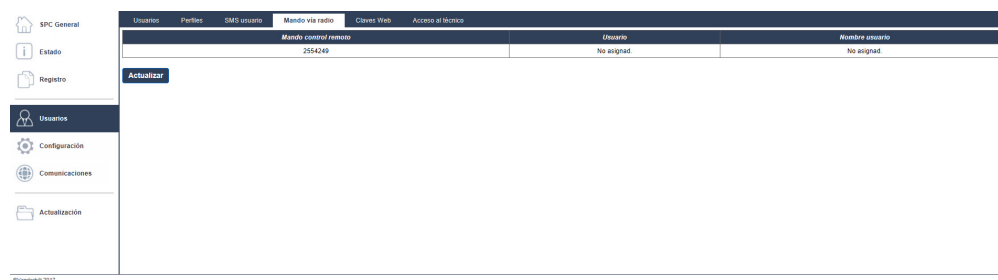 SPC General
Estado
Registro
Usuarios
Configuración
Comunicaciones
Actualización
Usuarios Perfiles SMS usuario Mando vía radio Claves Web Acceso al técnico
Mando control remoto Usuario Nombre usuario
2554249 No asignad. No asignad.
Actualizar